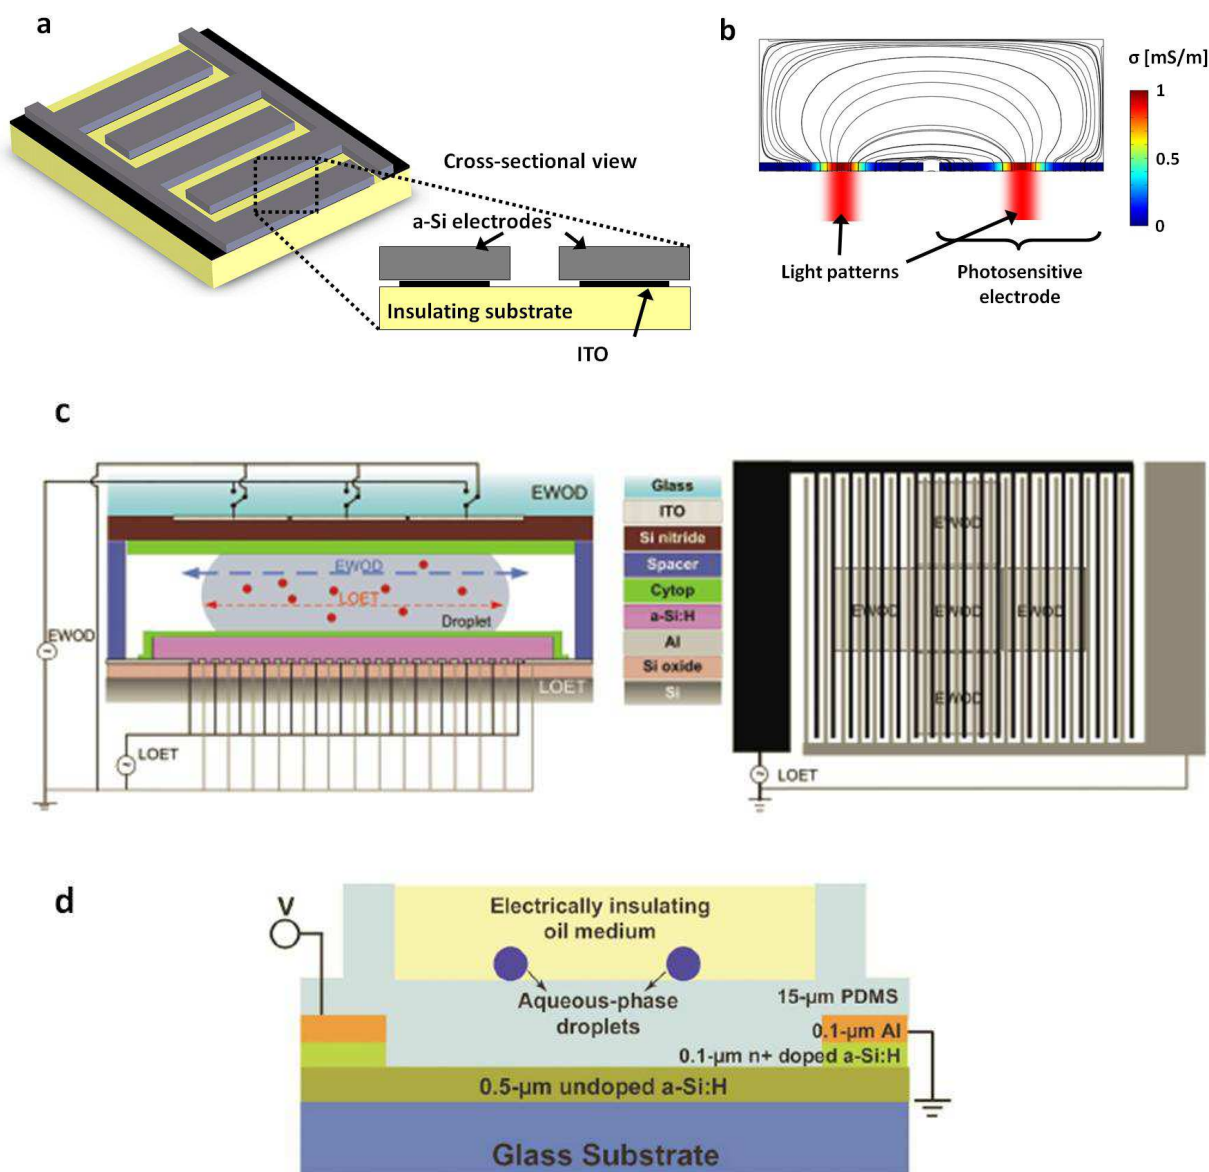 a
Cross-sectional view
a-Si electrodes
Insulating substrate
ITO
b
σ [mS/m]
1
0.5
0
Light patterns
Photosensitive
electrode
c
EWOD
EWOD
LOET
Droplet
EWOD
LOET
LOET
Glass
ITO
Si nitride
Spacer
Cytop
a-Si:H
Al
Si oxide
Si
EWOD
EWOD
EWOD
EWOD
EWOD
LOET
d
V
Electrically insulating
oil medium
Aqueous-phase
droplets
15-μm PDMS
0.1-μm Al
0.1-μm n+ doped a-Si:H
0.5-μm undoped a-Si:H
Glass Substrate